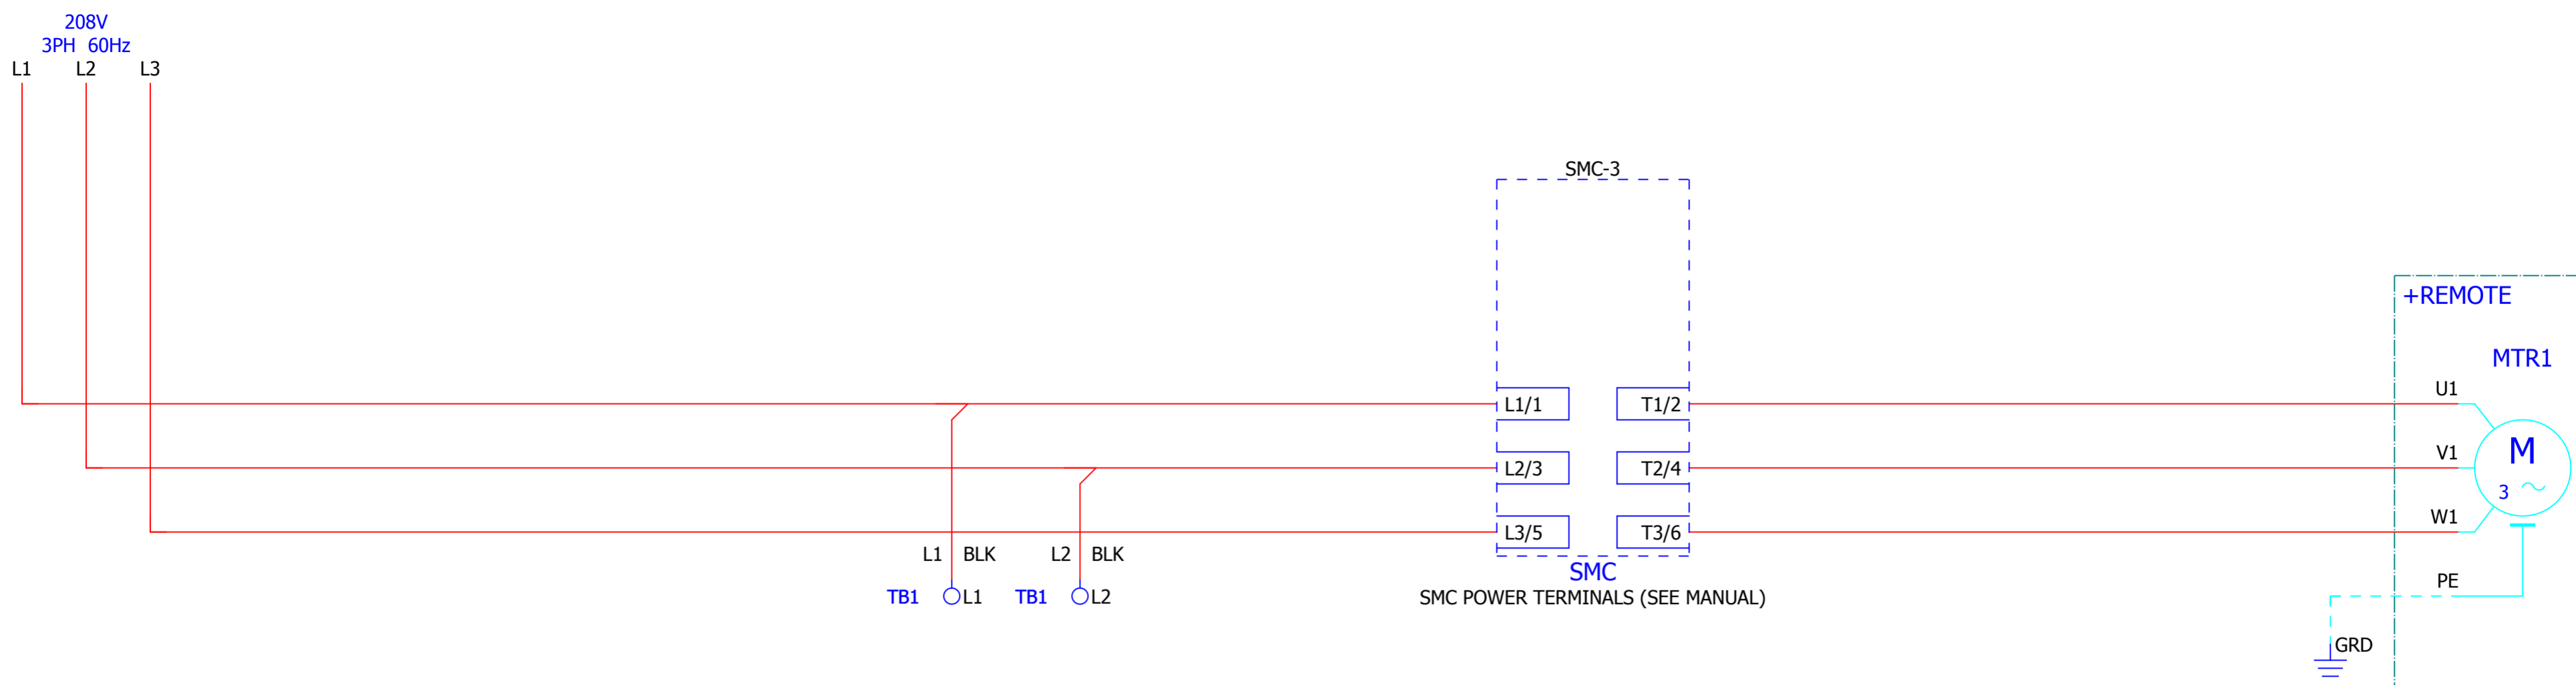 208V
3PH 60Hz
L1 L2 L3
SMC-3
+REMOTE
MTR1
U1
L1/1 T1/2
V1
M
L2/3 T2/4
3
W1
L3/5 T3/6
L1 BLK L2 BLK
SMC
PE
TB1 L1 TB1 L2
SMC POWER TERMINALS (SEE MANUAL)
GRD